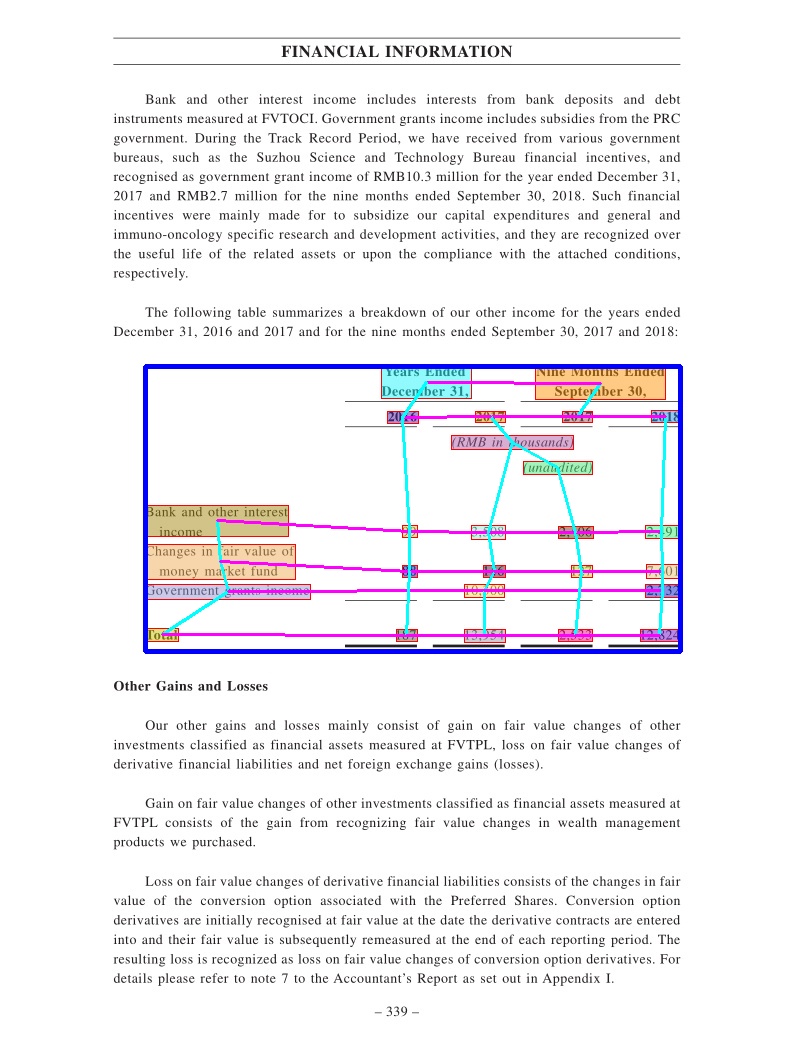 FINANCIAL INFORMATION
Bank and other interest income includes interests from bank deposits and debt
instruments measured at FVTOCI. Government grants income includes subsidies from the PRC
government. During the Track Record Period, we have received from various government
bureaus, such as the Suzhou Science and Technology Bureau financial incentives, and
recognised as government grant income of RMB10.3 million for the year ended December 31,
2017 and RMB2.7 million for the nine months ended September 30, 2018. Such financial
incentives were mainly made for to subsidize our capital expenditures and general and
immuno-oncology specific research and development activities, and they are recognized over
the useful life of the related assets or upon the compliance with the attached conditions,
respectively.
The following table summarizes a breakdown of our other income for the years ended
December 31, 2016 and 2017 and for the nine months ended September 30, 2017 and 2018:
Years Ended Nine Months Ended
December 31, September 30,
2016 2017 2017 2018
(RMB in thousands)
(unaudited)
Bank and other interest
income 2,406
Changes in fair value of
money market fund 7,601
Government grants income 10,300 2,732
Total 187 13,954 2,533 12,824
Other Gains and Losses
Our other gains and losses mainly consist of gain on fair value changes of other
investments classified as financial assets measured at FVTPL, loss on fair value changes of
derivative financial liabilities and net foreign exchange gains (losses).
Gain on fair value changes of other investments classified as financial assets measured at
FVTPL consists of the gain from recognizing fair value changes in wealth management
products we purchased.
Loss on fair value changes of derivative financial liabilities consists of the changes in fair
value of the conversion option associated with the Preferred Shares. Conversion option
derivatives are initially recognised at fair value at the date the derivative contracts are entered
into and their fair value is subsequently remeasured at the end of each reporting period. The
resulting loss is recognized as loss on fair value changes of conversion option derivatives. For
details please refer to note 7 to the Accountant's Report as set out in Appendix I.
– 339 –